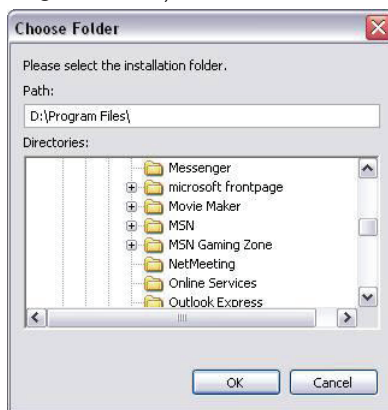 Choose Folder
Please select the installation folder.
Path:
D:\Program Files\
Directories:
Messenger
microsoft frontpage
Movie Maker
MSN
MSN Gaming Zone
NetMeeting
Online Services
Outlook Express
OK
Cancel